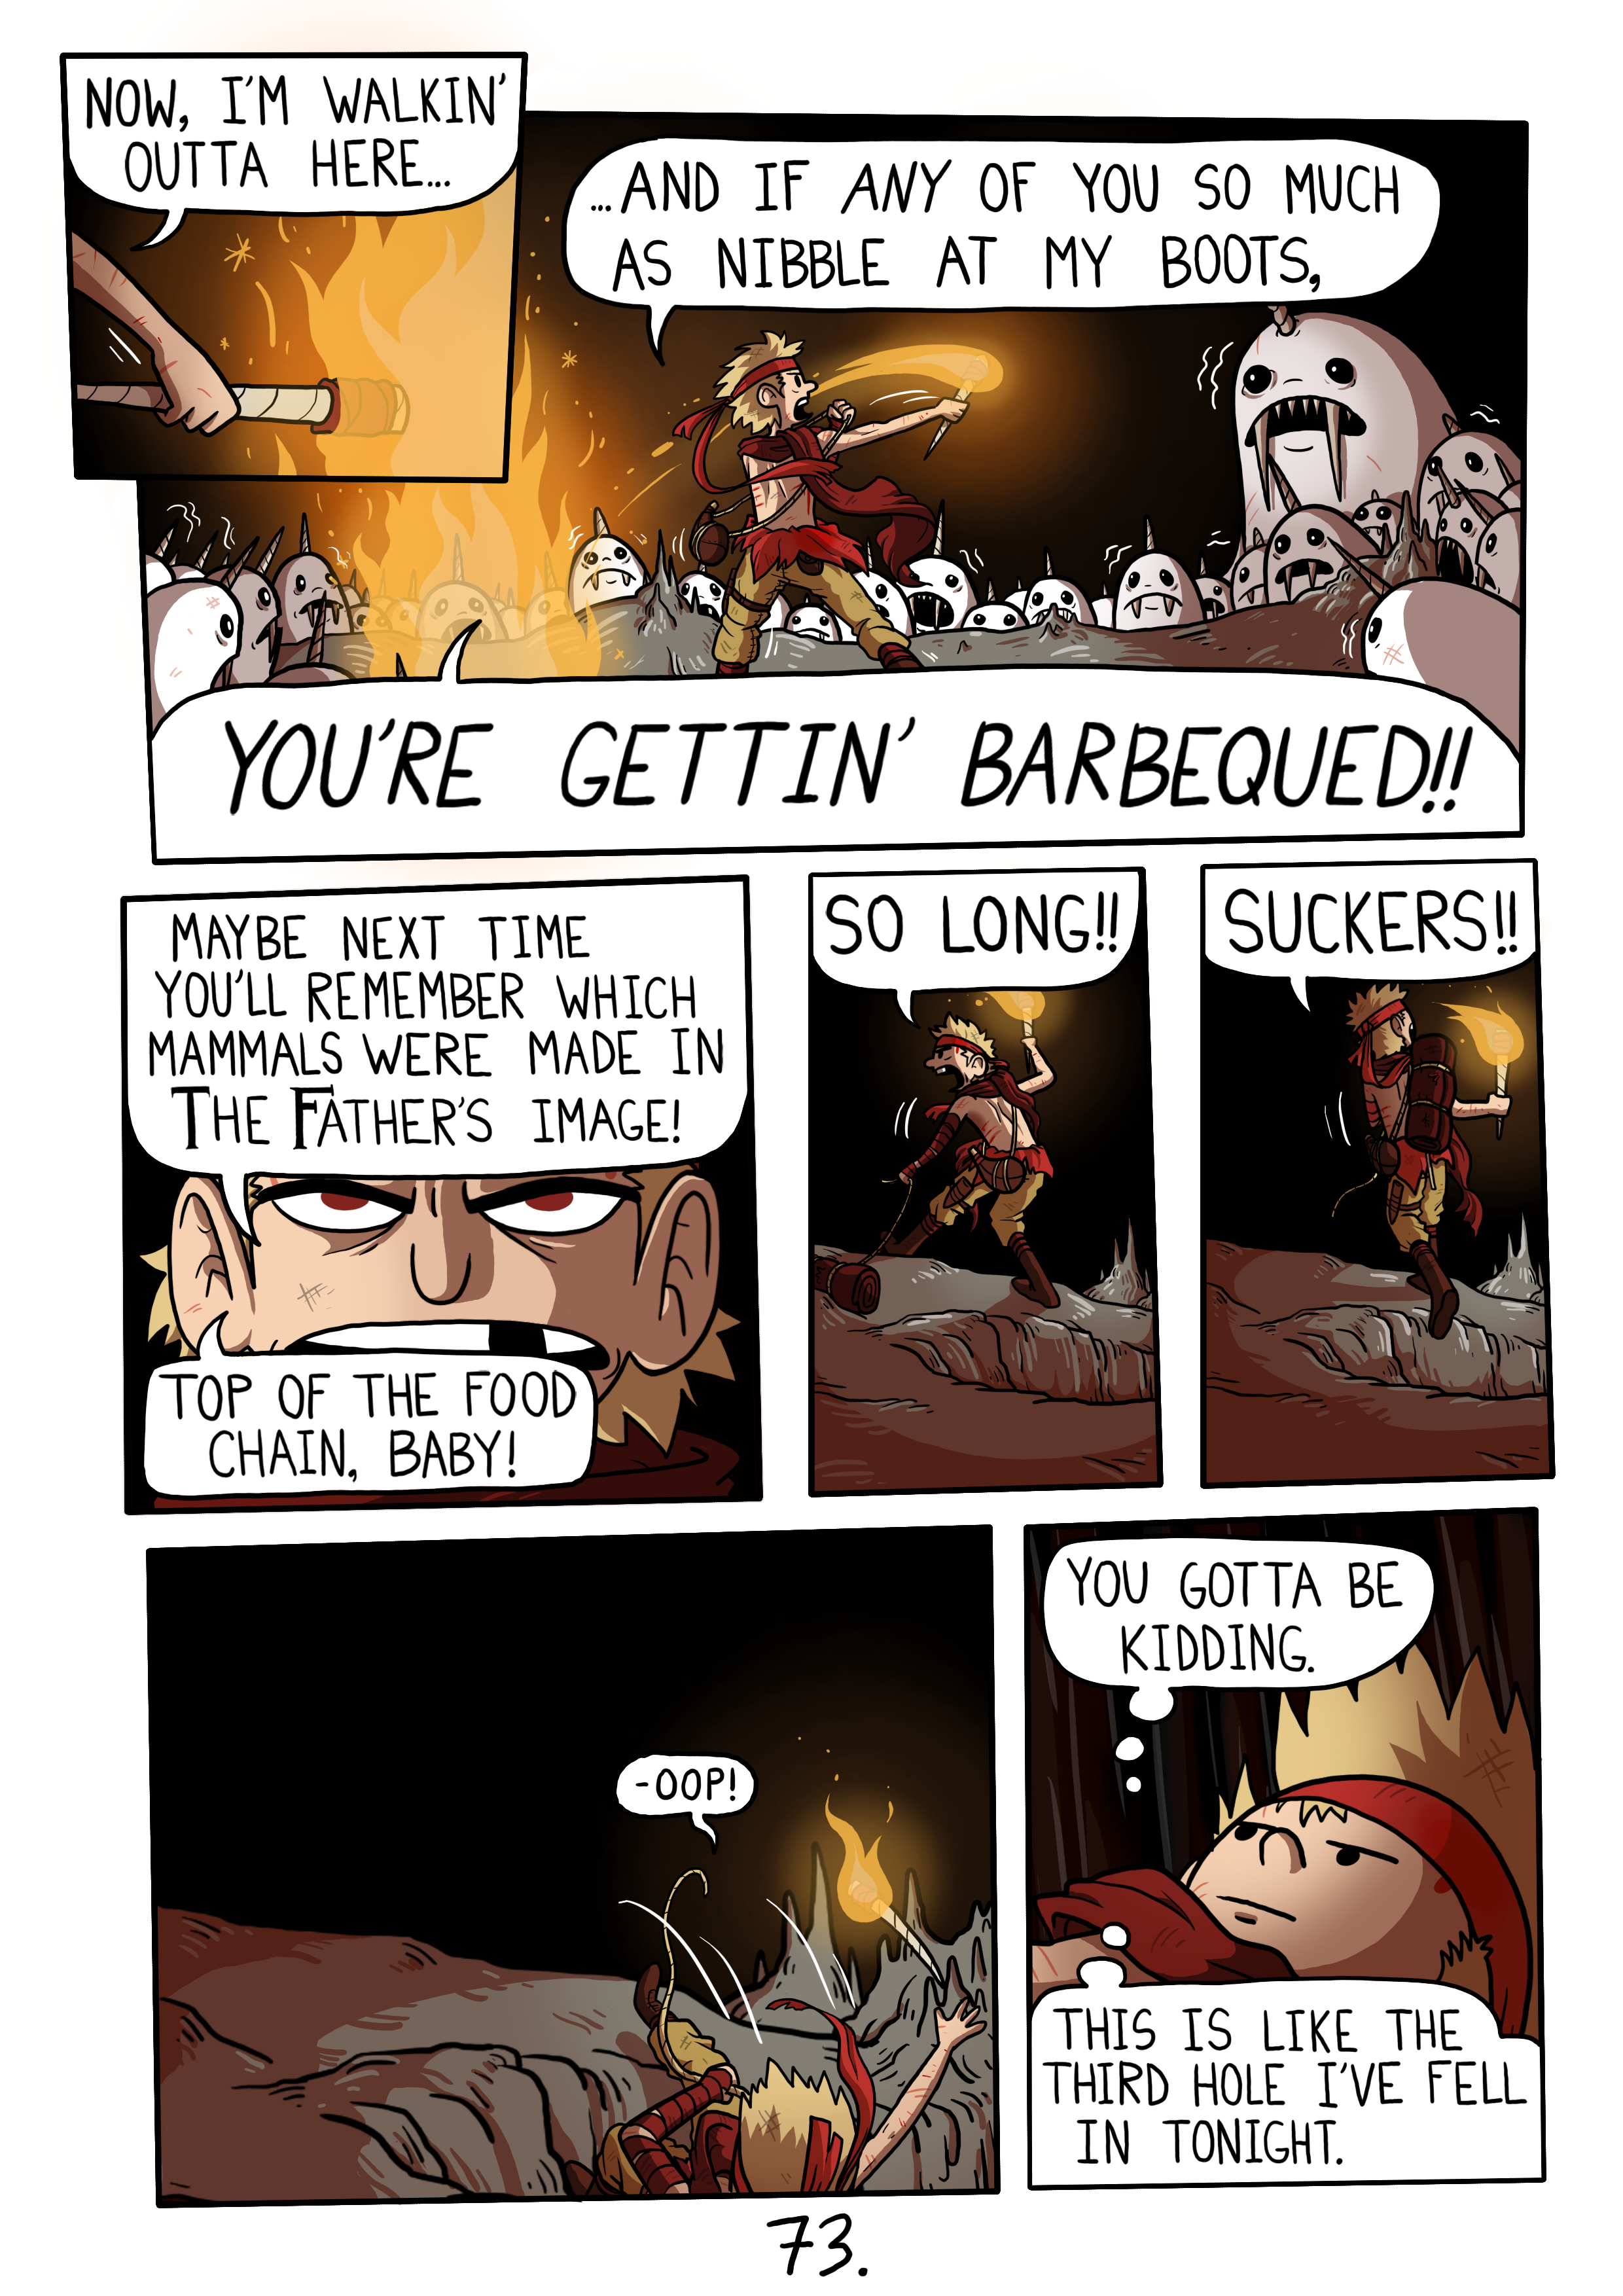 NOW, I'M WALKIN'
OUTTA HERE...
...AND IF ANY OF YOU SO MUCH
AS NIBBLE AT MY BOOTS,
YOU'RE GETTIN' BARBEQUED!!
MAYBE NEXT TIME
YOU'LL REMEMBER WHICH
MAMMALS WERE MADE IN
THE FATHER'S IMAGE!
TOP OF THE FOOD
CHAIN, BABY!
SO LONG!!
SUCKERS!!
-OOP!
YOU GOTTA BE
KIDDING.
THIS IS LIKE THE
THIRD HOLE I'VE FELL
IN TONIGHT.
73.